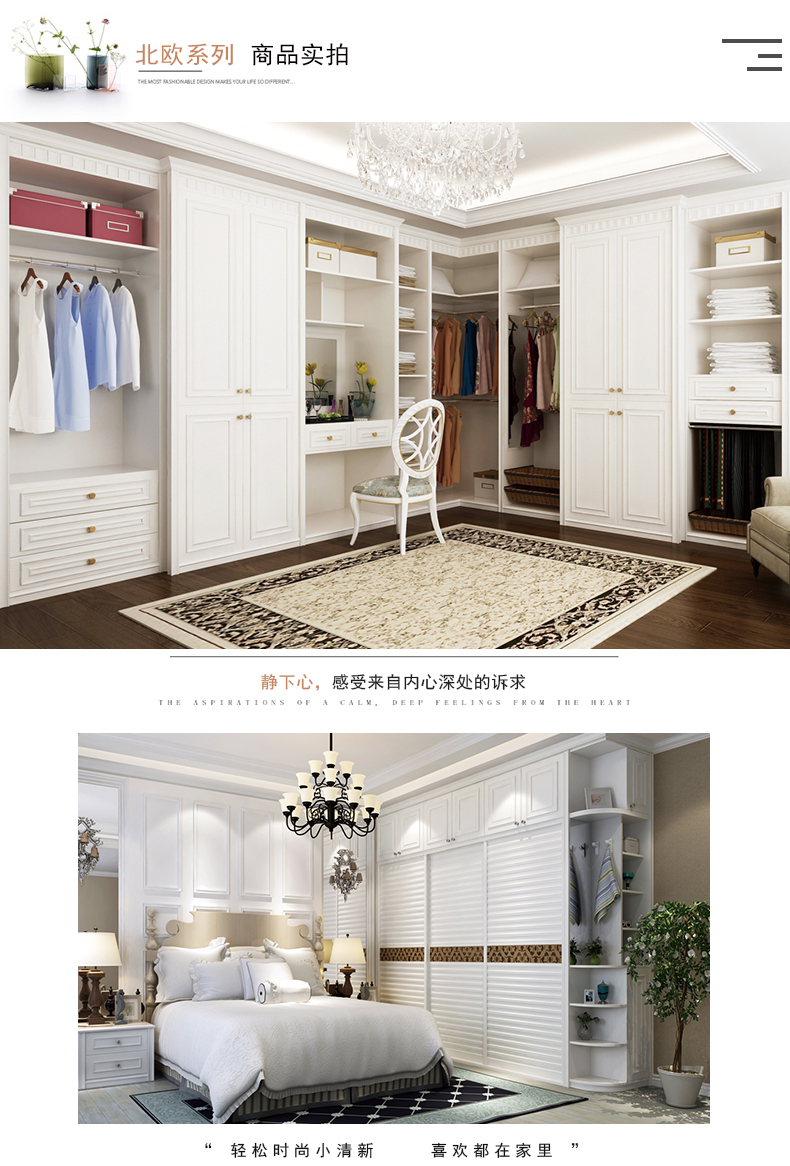 北欧系列 商品实拍
THE MOST FASHIONABLE DESIGN MAKES YOUR LIFE SO DIFFERENT...
静下心，感受来自内心深处的诉求
THE ASPIRATIONS OF A CALM, DEEP FEELINGS FROM THE HEART
“ 轻松时尚小清新 喜欢都在家里 ”